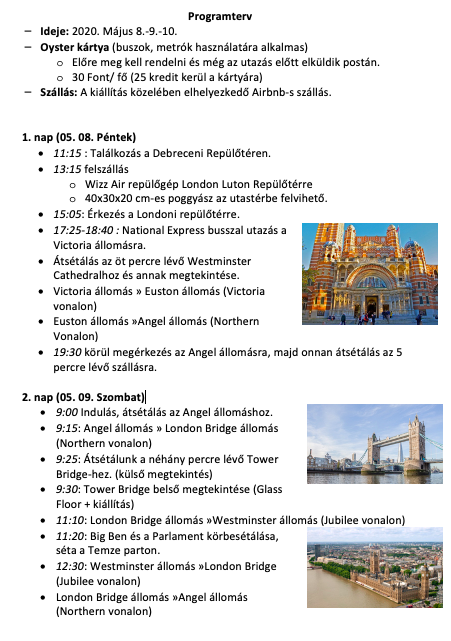 Programterv
– Ideje: 2020. Május 8.-9.-10.
– Oyster kártya (buszok, metrók használatára alkalmas)
o Előre meg kell rendelni és még az utazás előtt elküldik postán.
o 30 Font/ fő (25 kredit kerül a kártyára)
– Szállás: A kiállítás közelében elhelyezkedő Airbnb-s szállás.
1. nap (05. 08. Péntek)
• 11:15 : Találkozás a Debreceni Repülőtéren.
• 13:15 felszállás
o Wizz Air repülőgép London Luton Repülőtérre
o 40x30x20 cm-es poggyász az utastérbe felvihető.
• 15:05: Érkezés a Londoni repülőtérre.
• 17:25-18:40 : National Express busszal utazás a
Victoria állomásra.
• Átsétálás az öt percre lévő Westminster
Cathedralhoz és annak megtekintése.
• Victoria állomás » Euston állomás (Victoria
vonalon)
• Euston állomás »Angel állomás (Northern
Vonalon)
• 19:30 körül megérkezés az Angel állomásra, majd onnan átsétálás az 5
percre lévő szállásra.
2. nap (05. 09. Szombat)
• 9:00 Indulás, átsétálás az Angel állomáshoz.
• 9:15: Angel állomás » London Bridge állomás
(Northern vonalon)
• 9:25: Átsétálunk a néhány percre lévő Tower
Bridge-hez. (külső megtekintés)
• 9:30: Tower Bridge belső megtekintése (Glass
Floor + kiállítás)
• 11:10: London Bridge állomás »Westminster állomás (Jubilee vonalon)
• 11:20: Big Ben és a Parlament körbesétálása,
séta a Temze parton.
• 12:30: Westminster állomás »London Bridge
(Jubilee vonalon)
• London Bridge állomás »Angel állomás
(Northern vonalon)